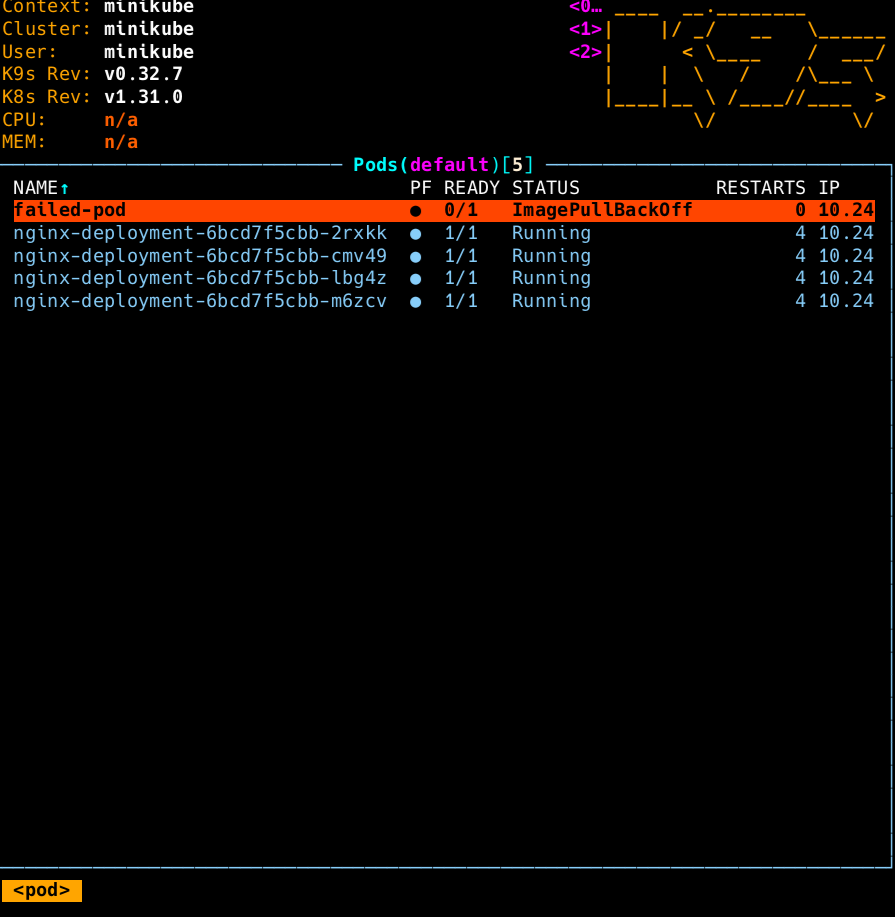 Context: minikube
<0…
Cluster: minikube
<1>
User: minikube
<2>
K9s Rev: v0.32.7
K8s Rev: v1.31.0
CPU: n/a
MEM: n/a
Pods(default)[5]
NAME↑ PF READY STATUS RESTARTS IP
failed-pod ● 0/1 ImagePullBackOff 0 10.24
nginx-deployment-6bcd7f5cbb-2rxkk ● 1/1 Running 4 10.24
nginx-deployment-6bcd7f5cbb-cmv49 ● 1/1 Running 4 10.24
nginx-deployment-6bcd7f5cbb-lbg4z ● 1/1 Running 4 10.24
nginx-deployment-6bcd7f5cbb-m6zcv ● 1/1 Running 4 10.24
<pod>